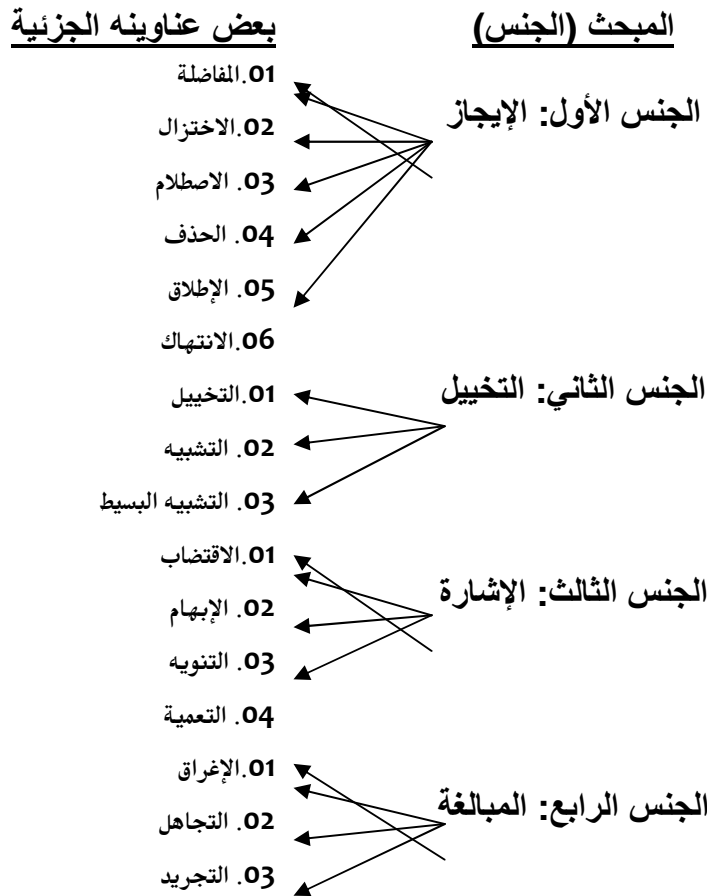 المبحث (الجنس) بعض عناوينه الجزئية
01.المفاضلة
الجنس الأول: الإيجاز
02.الاختزال
03. الاصطلام
04. الحذف
05. الإطلاق
06.الانتهاك
الجنس الثاني: التخييل
01.التخييل
02. التشبيه
03. التشبيه البسيط
01.الاقتضاب
الجنس الثالث: الإشارة
02. الإبهام
03. التنويه
04. التعمية
01.الإغراق
الجنس الرابع: المبالغة
02. التجاهل
03. التجريد